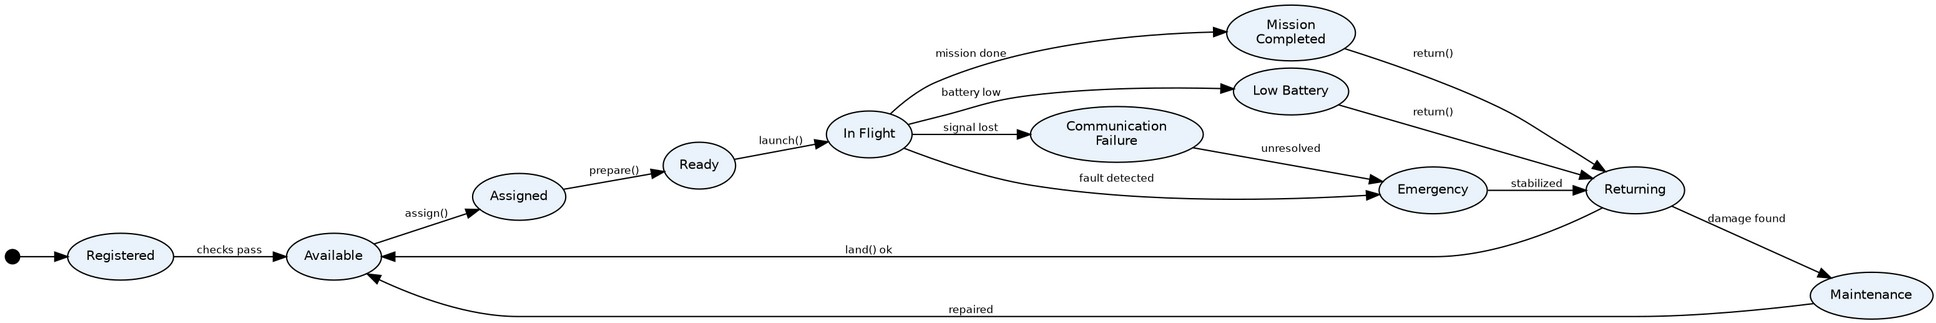 Mission
Completed
mission done
return()
battery low
Low Battery
return()
In Flight
signal lost
Communication
Failure
launch()
unresolved
Ready
prepare()
fault detected
Emergency
stabilized
Returning
Assigned
assign()
damage found
Registered
checks pass
Available
land() ok
Maintenance
repaired